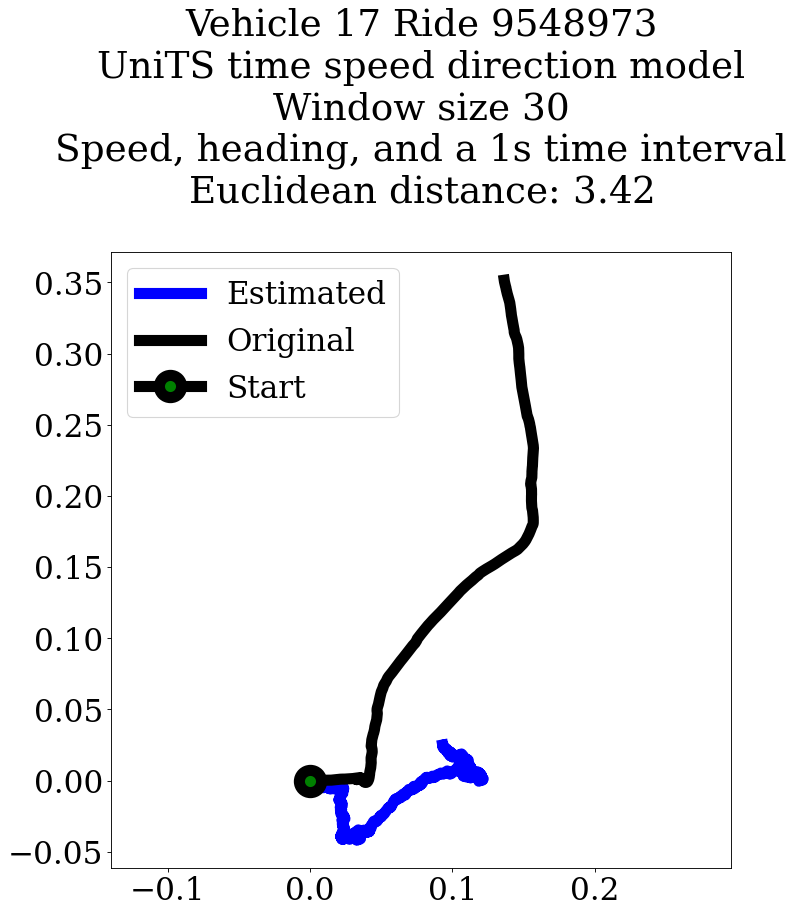 Vehicle 17 Ride 9548973
UniTS time speed direction model
Window size 30
Speed, heading, and a 1s time interval
Euclidean distance: 3.42
Estimated
Original
Start
0.35
0.30
0.25
0.20
0.15
0.10
0.05
0.00
−0.05
−0.1
0.0
0.1
0.2